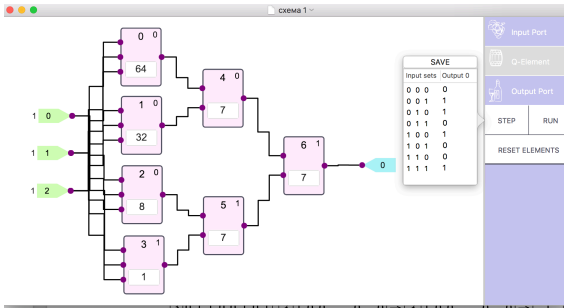 схема 1
0 0
64
1 0
32
2 0
8
3 1
1
4 0
7
5 1
7
6 1
7
1 0
1 1
1 2
0
SAVE
Input sets Output 0
0 0 0 0
0 0 1 1
0 1 0 1
0 1 1 0
1 0 0 1
1 0 1 0
1 1 0 0
1 1 1 1
Input Port
Q-Element
Output Port
STEP RUN
RESET ELEMENTS